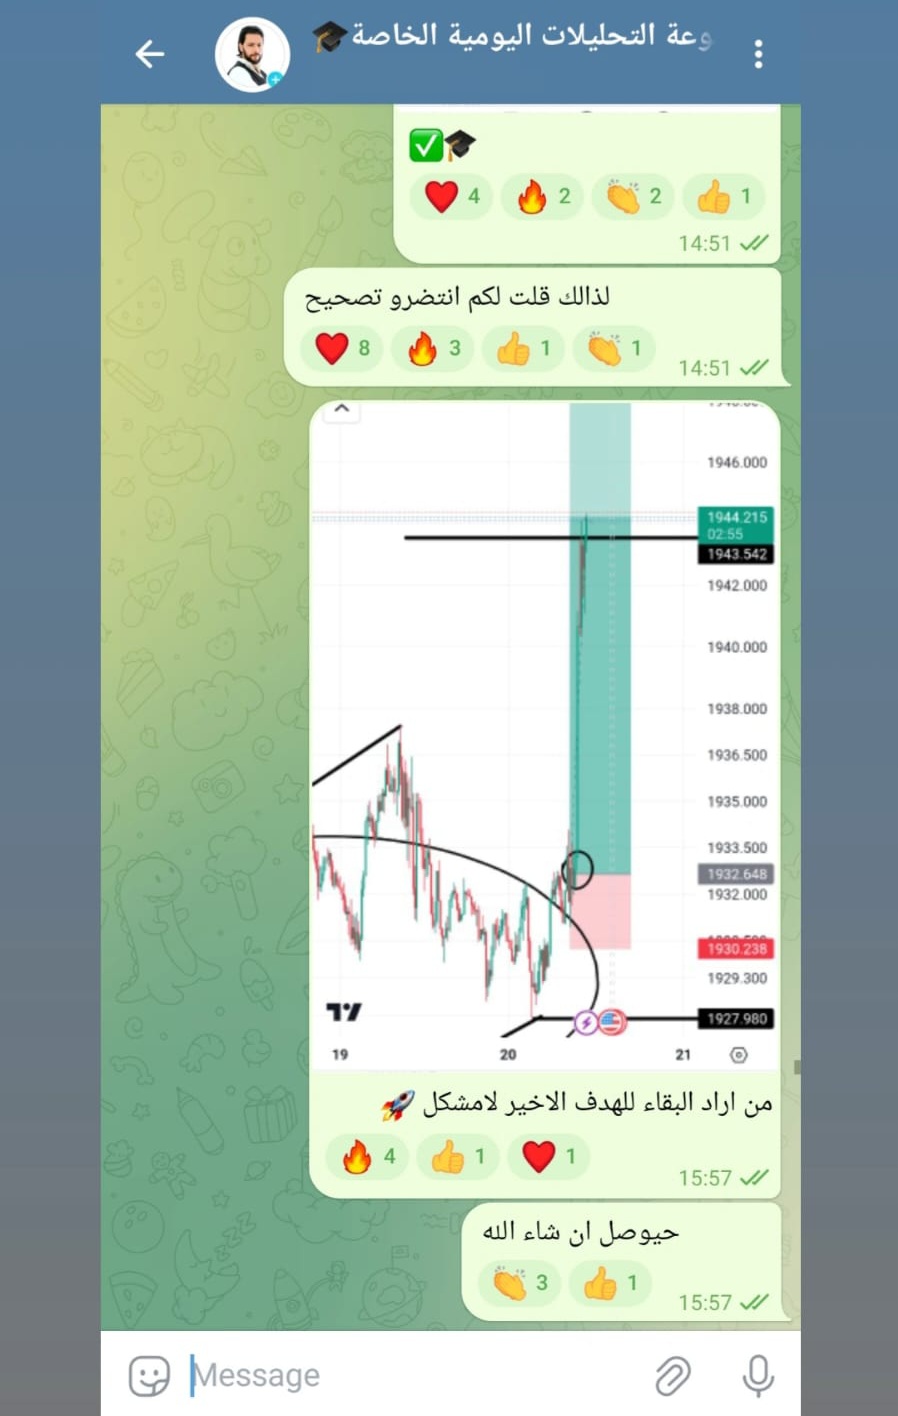 وعة التحليلات اليومية الخاصة🎓
✅🎓
❤️ 4 🔥 2 👏 2 👍 1
14:51
لذالك قلت لكم انتضرو تصحيح
❤️ 8 🔥 3 👍 1 👏 1
14:51
1946.000
1944.215
02:55
1943.542
1942.000
1940.000
1938.000
1936.500
1935.000
1933.500
1932.648
1932.000
1930.238
1929.300
1927.980
19 20 21
من اراد البقاء للهدف الاخير لامشكل 🚀
🔥 4 👍 1 ❤️ 1
15:57
حيوصل ان شاء الله
👏 3 👍 1
15:57
Message